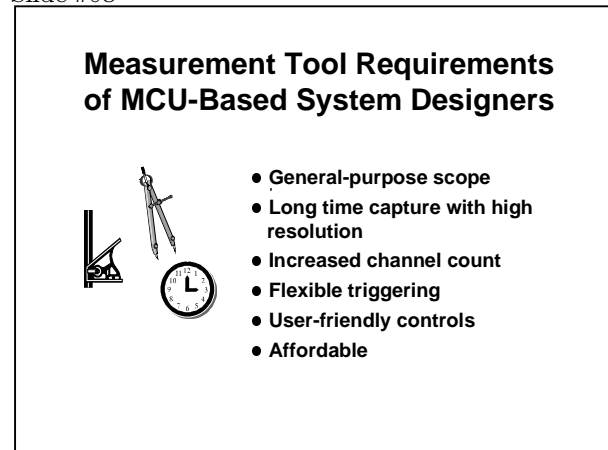 Measurement Tool Requirements
of MCU-Based System Designers
● General-purpose scope
● Long time capture with high
resolution
● Increased channel count
● Flexible triggering
● User-friendly controls
● Affordable